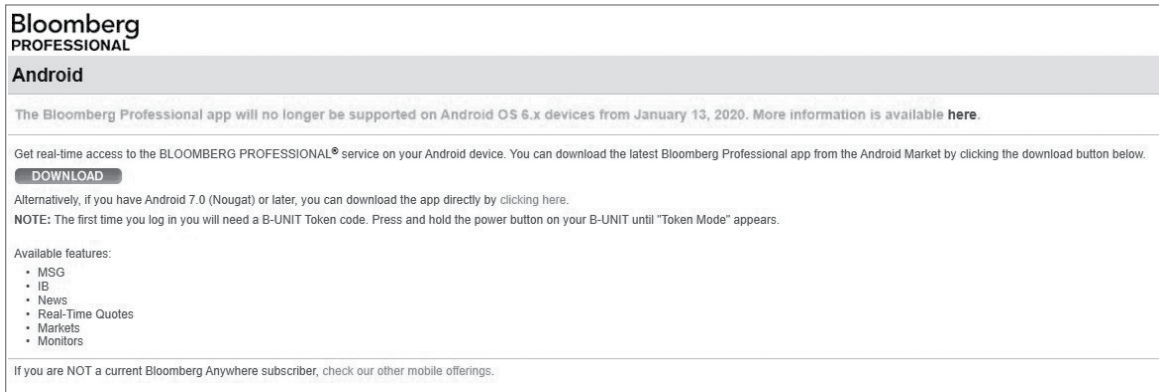 Bloomberg
PROFESSIONAL
Android
The Bloomberg Professional app will no longer be supported on Android OS 6.x devices from January 13, 2020. More information is available here.
Get real-time access to the BLOOMBERG PROFESSIONAL® service on your Android device. You can download the latest Bloomberg Professional app from the Android Market by clicking the download button below.
DOWNLOAD
Alternatively, if you have Android 7.0 (Nougat) or later, you can download the app directly by clicking here.
NOTE: The first time you log in you will need a B-UNIT Token code. Press and hold the power button on your B-UNIT until "Token Mode" appears.
Available features:
• MSG
• IB
• News
• Real-Time Quotes
• Markets
• Monitors
If you are NOT a current Bloomberg Anywhere subscriber, check our other mobile offerings.